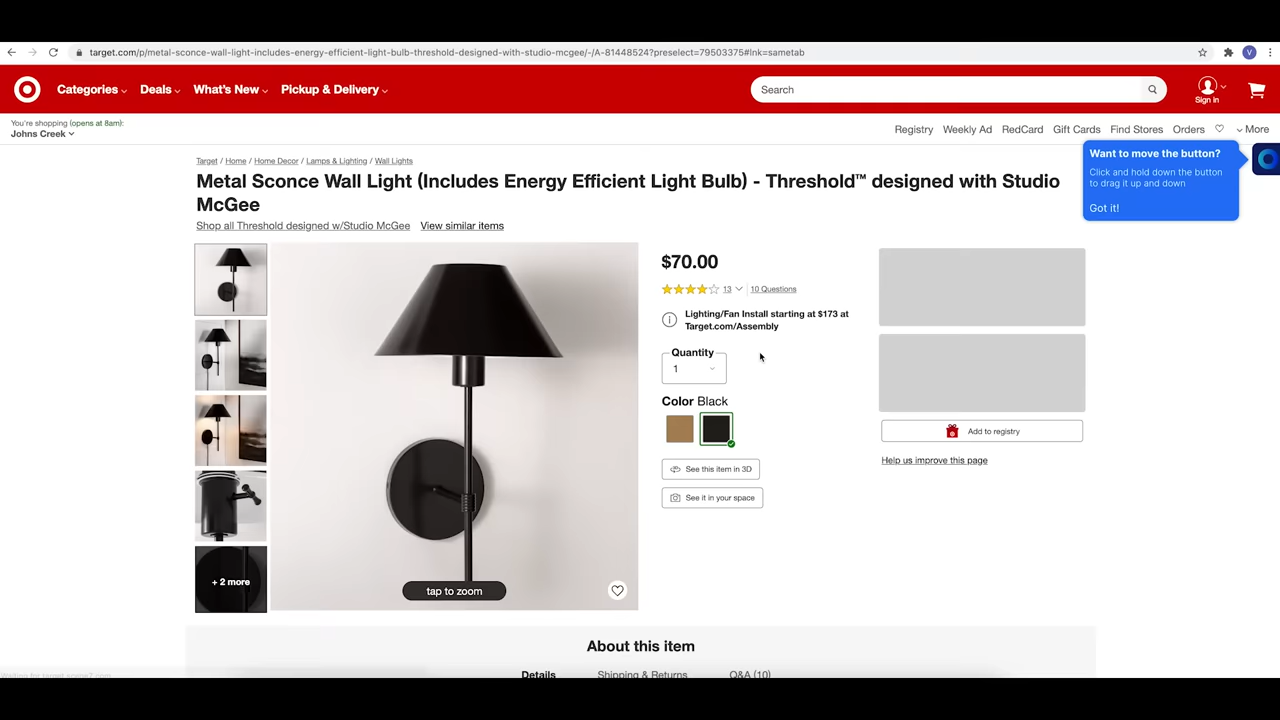 target.com/p/metal-sconce-wall-light-includes-energy-efficient-light-bulb-threshold-designed-with-studio-mcgee/-/A-81448524?preselect=79503375#lnk=sametab
V
Categories
Deals
What's New
Pickup & Delivery
Search
Sign in
You're shopping (opens at 8am):
Johns Creek
Registry
Weekly Ad
RedCard
Gift Cards
Find Stores
Orders
More
Want to move the button?
Click and hold down the button
to drag it up and down
Got it!
Target / Home / Home Decor / Lamps & Lighting / Wall Lights
Metal Sconce Wall Light (Includes Energy Efficient Light Bulb) - Threshold™ designed with Studio
McGee
Shop all Threshold designed w/Studio McGee View similar items
+ 2 more
tap to zoom
$70.00
13
10 Questions
Lighting/Fan Install starting at $173 at
Target.com/Assembly
Quantity
1
Color Black
See this item in 3D
See it in your space
Add to registry
Help us improve this page
About this item
Details
Shipping & Returns
Q&A (10)